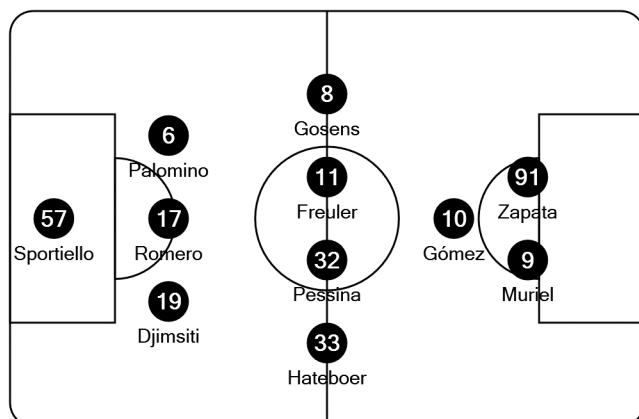 8
Gosens
6
Palomino
11
Freuler
91
Zapata
57
Sportiello
17
Romero
10
Gómez
32
Pessina
9
Muriel
19
Djimsiti
33
Hateboer